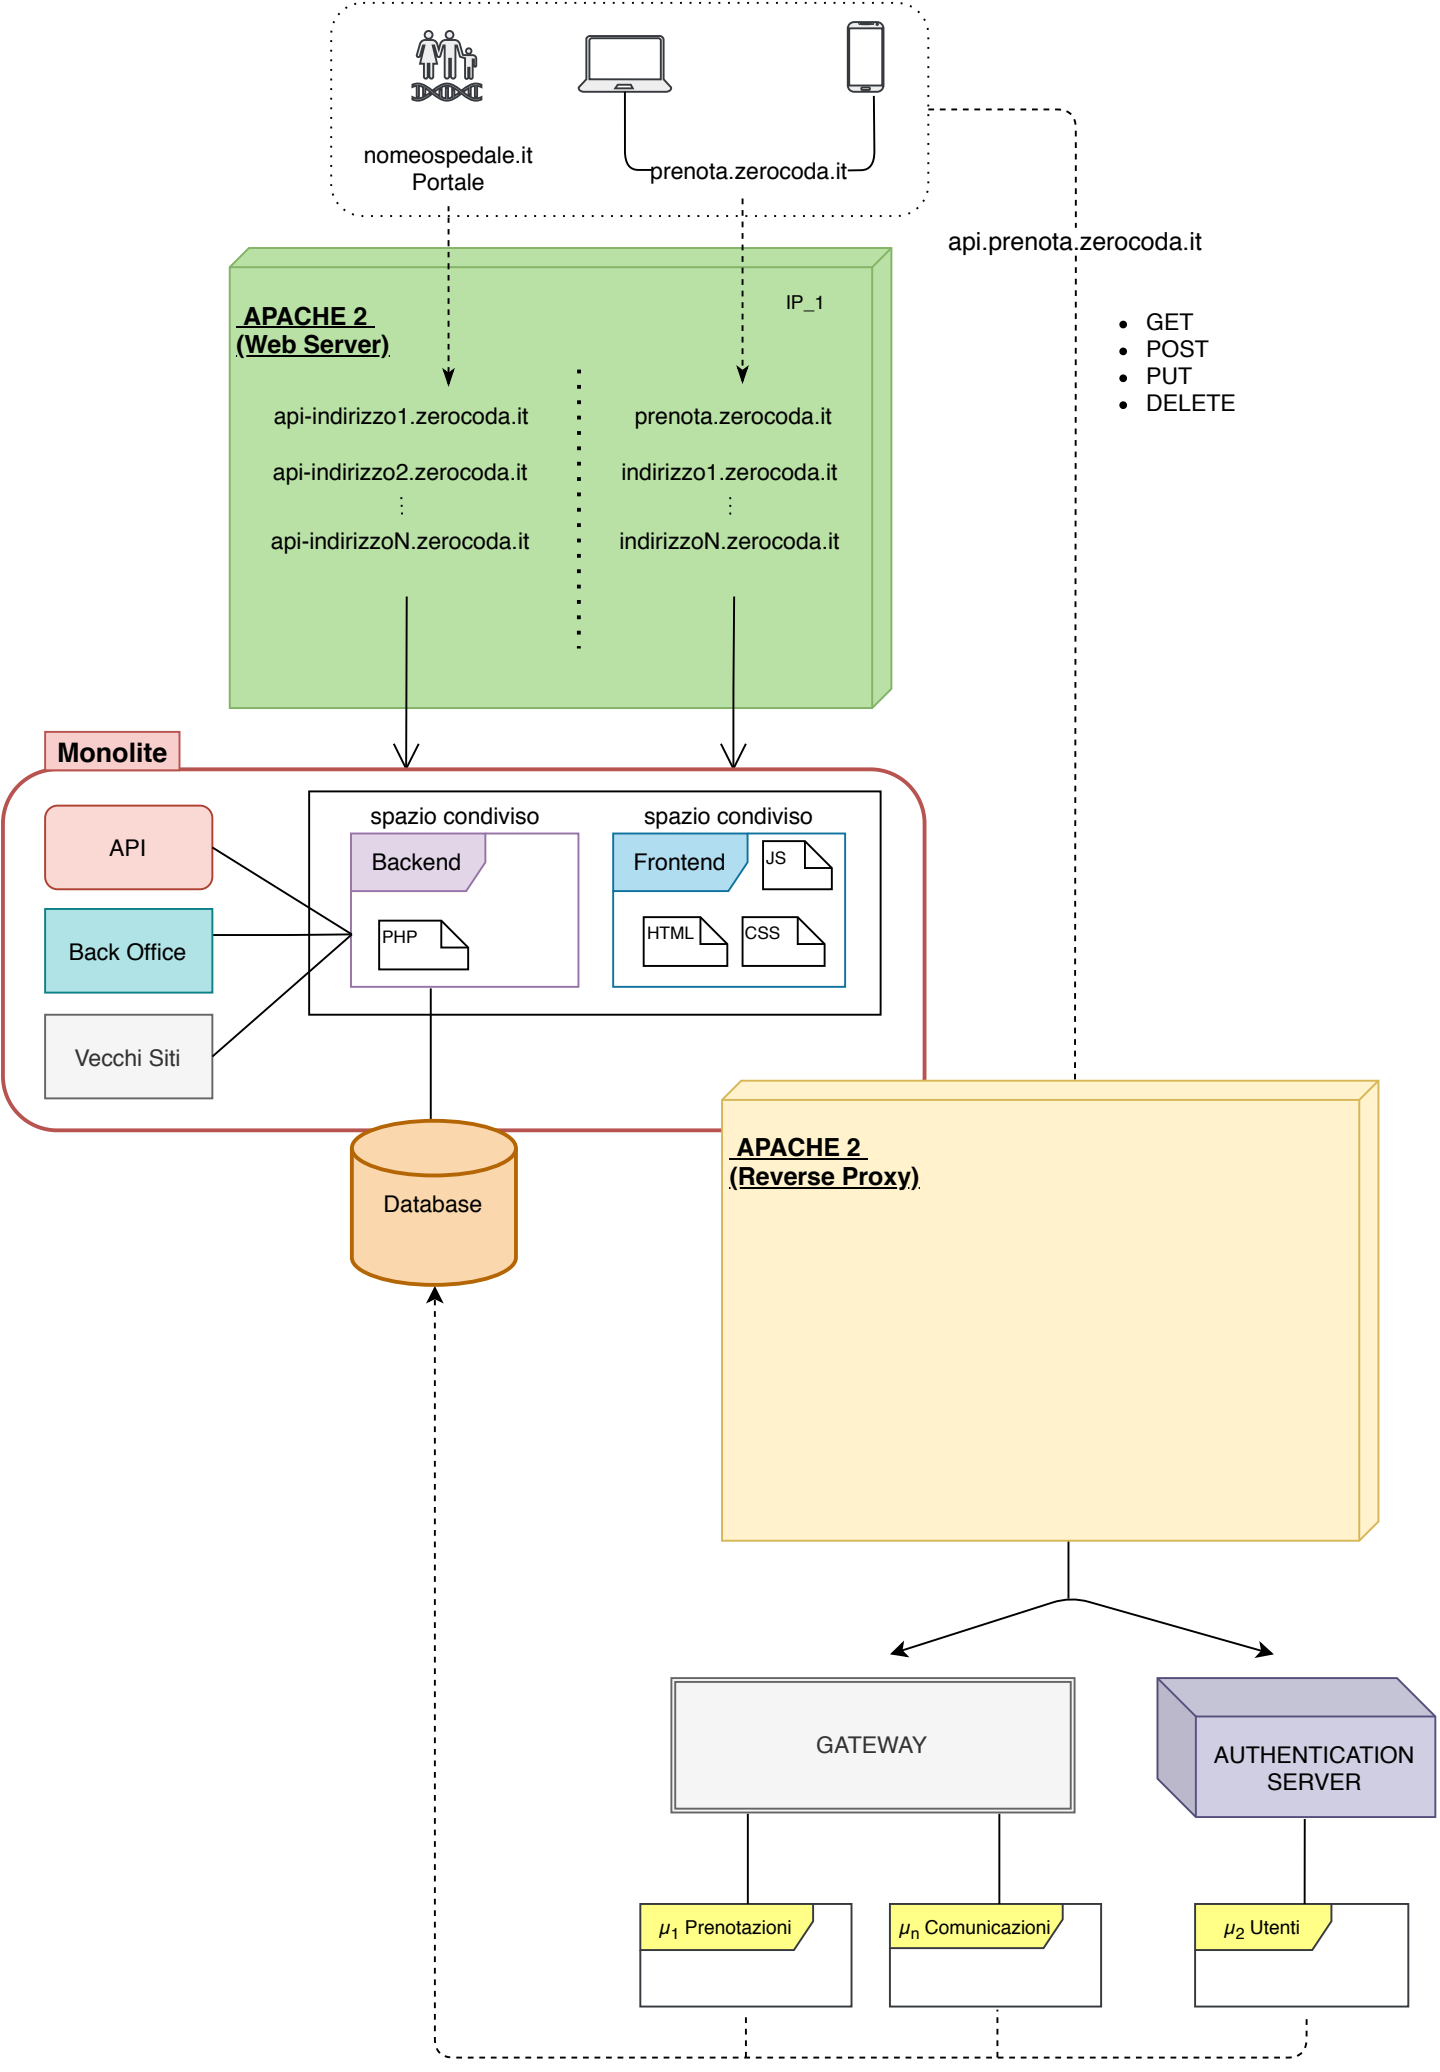 nomeospedale.it
Portale
prenota.zerocoda.it
api.prenota.zerocoda.it
GET
POST
PUT
DELETE
APACHE 2
(Web Server)
IP_1
api-indirizzo1.zerocoda.it
api-indirizzo2.zerocoda.it
⋮
api-indirizzoN.zerocoda.it
prenota.zerocoda.it
indirizzo1.zerocoda.it
⋮
indirizzoN.zerocoda.it
Monolite
API
Back Office
Vecchi Siti
spazio condiviso
Backend
PHP
spazio condiviso
Frontend
JS
HTML
CSS
Database
APACHE 2
(Reverse Proxy)
GATEWAY
AUTHENTICATION
SERVER
μ₁ Prenotazioni
μₙ Comunicazioni
μ₂ Utenti